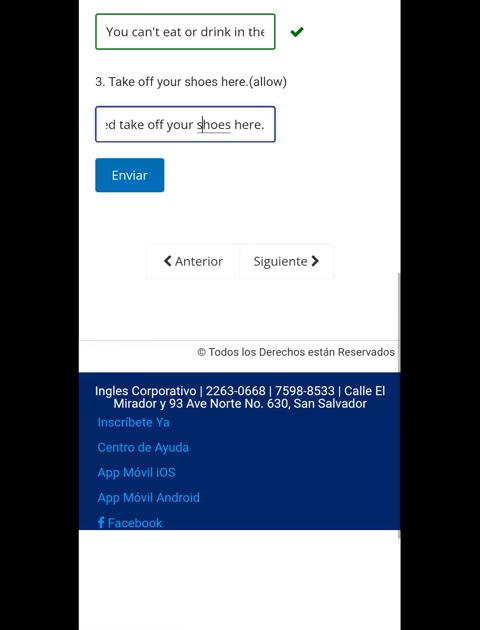 You can't eat or drink in the
3. Take off your shoes here.(allow)
ed take off your shoes here.
Enviar
Anterior
Siguiente
© Todos los Derechos están Reservados
Ingles Corporativo | 2263-0668 | 7598-8533 | Calle El
Mirador y 93 Ave Norte No. 630, San Salvador
Inscríbete Ya
Centro de Ayuda
App Móvil iOS
App Móvil Android
Facebook